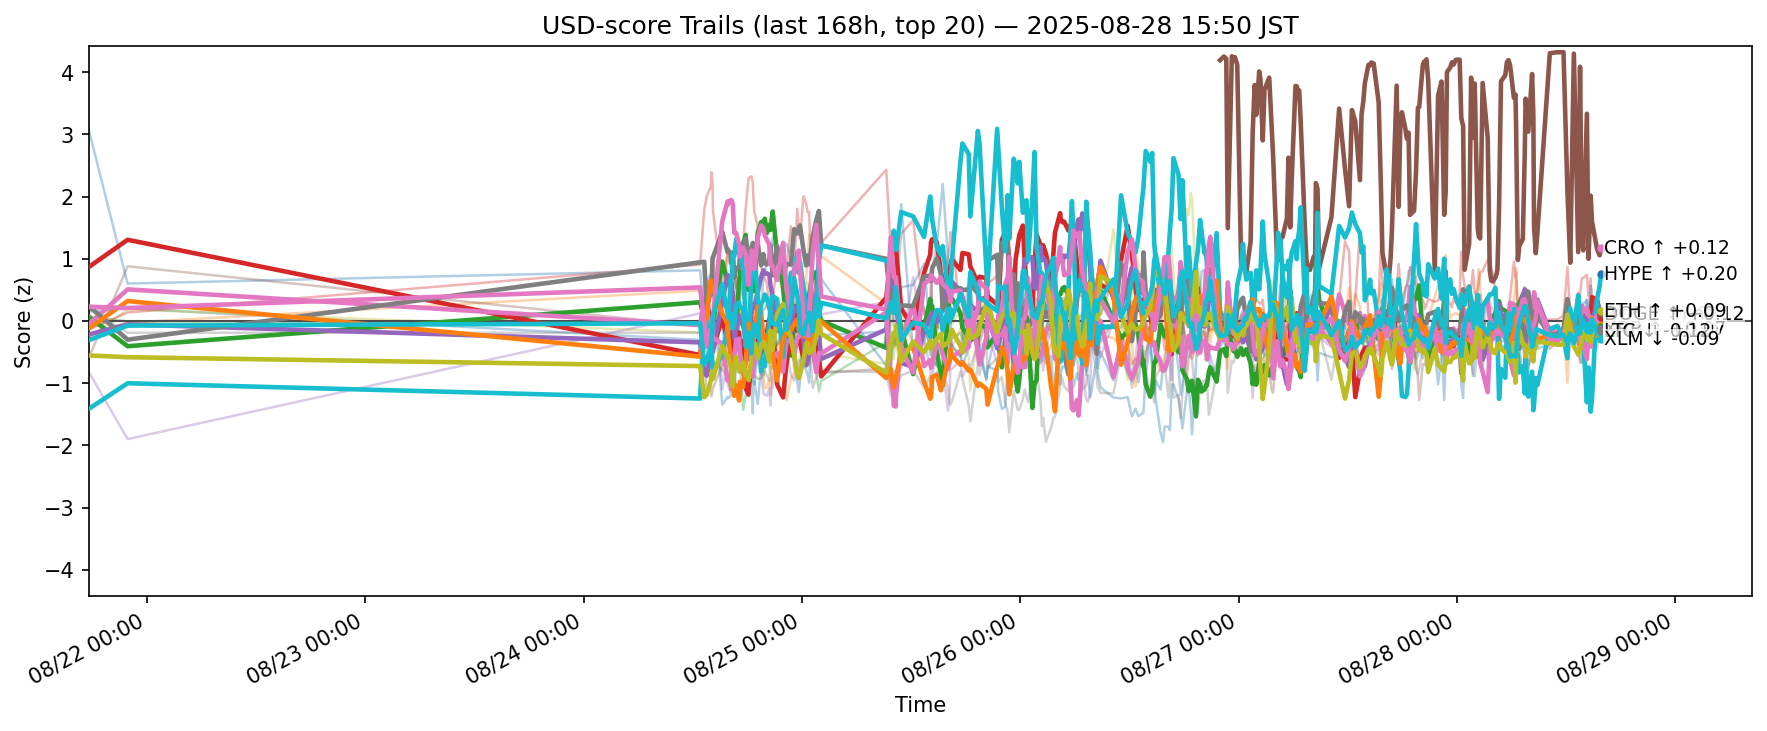 USD-score Trails (last 168h, top 20) — 2025-08-28 15:50 JST
Score (z)
4
3
2
1
0
−1
−2
−3
−4
CRO ↑ +0.12
HYPE ↑ +0.20
ETH ↑ +0.09
XLM ↓ -0.09
08/22 00:00
08/23 00:00
08/24 00:00
08/25 00:00
08/26 00:00
08/27 00:00
08/28 00:00
08/29 00:00
Time